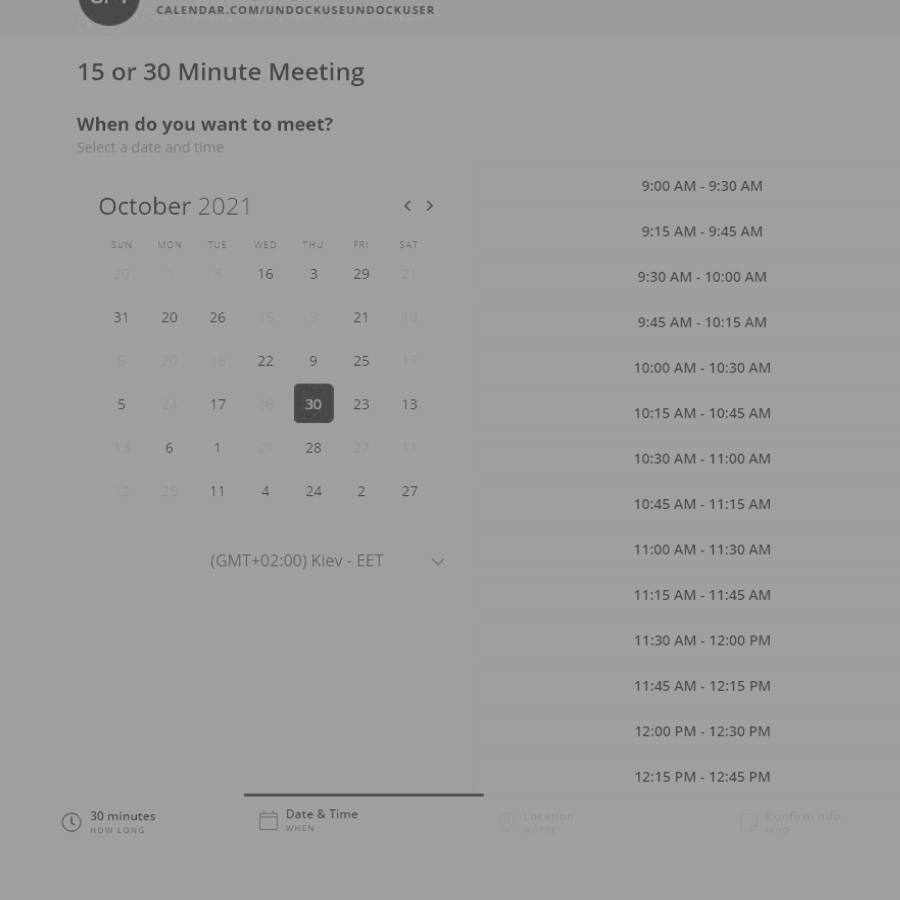 CALENDAR.COM/UNDOCKUSEUNDOCKUSER
15 or 30 Minute Meeting
When do you want to meet?
Select a date and time
October 2021
SUN MON TUE WED THU FRI SAT
20 1 8 16 3 29 21
31 20 26 15 5 21 10
5 20 16 22 9 25 17
5 24 17 26 30 23 13
13 6 1 21 28 27 11
12 25 11 4 24 2 27
(GMT+02:00) Kiev - EET
9:00 AM - 9:30 AM
9:15 AM - 9:45 AM
9:30 AM - 10:00 AM
9:45 AM - 10:15 AM
10:00 AM - 10:30 AM
10:15 AM - 10:45 AM
10:30 AM - 11:00 AM
10:45 AM - 11:15 AM
11:00 AM - 11:30 AM
11:15 AM - 11:45 AM
11:30 AM - 12:00 PM
11:45 AM - 12:15 PM
12:00 PM - 12:30 PM
12:15 PM - 12:45 PM
30 minutes
HOW LONG
Date & Time
WHEN
Location
WHERE
Confirm Info
WHO